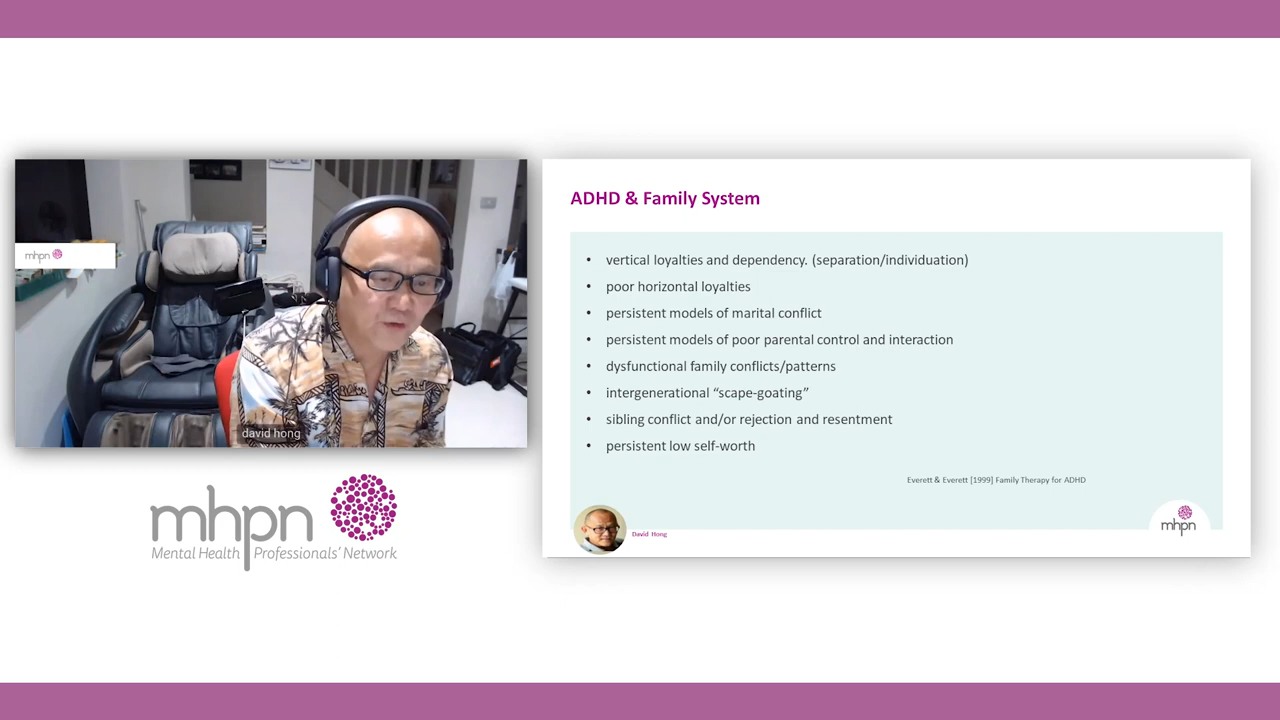 mhpn
david hong
mhpn
Mental Health Professionals' Network
ADHD & Family System
• vertical loyalties and dependency. (separation/individuation)
• poor horizontal loyalties
• persistent models of marital conflict
• persistent models of poor parental control and interaction
• dysfunctional family conflicts/patterns
• intergenerational “scape-goating”
• sibling conflict and/or rejection and resentment
• persistent low self-worth
Everett & Everett [1999] Family Therapy for ADHD
David Hong
mhpn